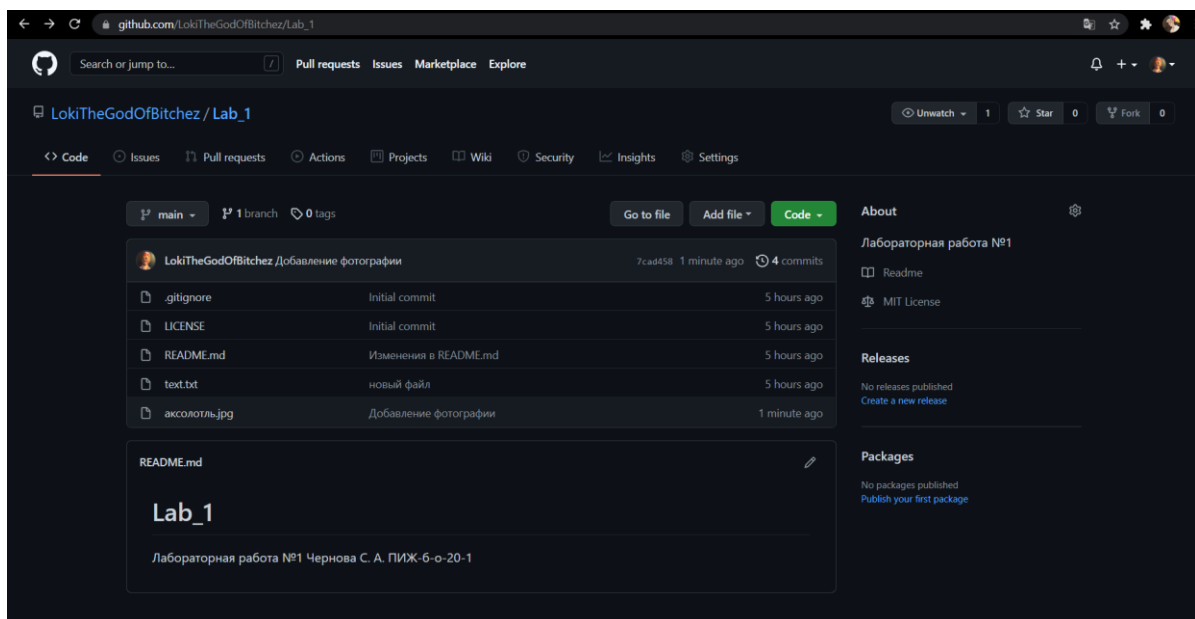 github.com/LokiTheGodOfBitchez/Lab_1
Search or jump to... / Pull requests Issues Marketplace Explore
LokiTheGodOfBitchez / Lab_1 Unwatch 1 Star 0 Fork 0
Code Issues Pull requests Actions Projects Wiki Security Insights Settings
main 1 branch 0 tags Go to file Add file Code
LokiTheGodOfBitchez Добавление фотографии 7cad458 1 minute ago 4 commits
.gitignore Initial commit 5 hours ago
LICENSE Initial commit 5 hours ago
README.md Изменения в README.md 5 hours ago
text.txt новый файл 5 hours ago
аксолотль.jpg Добавление фотографии 1 minute ago
README.md
Lab_1
Лабораторная работа №1 Чернова С. А. ПИЖ-б-о-20-1
About
Лабораторная работа №1
Readme
MIT License
Releases
No releases published
Create a new release
Packages
No packages published
Publish your first package